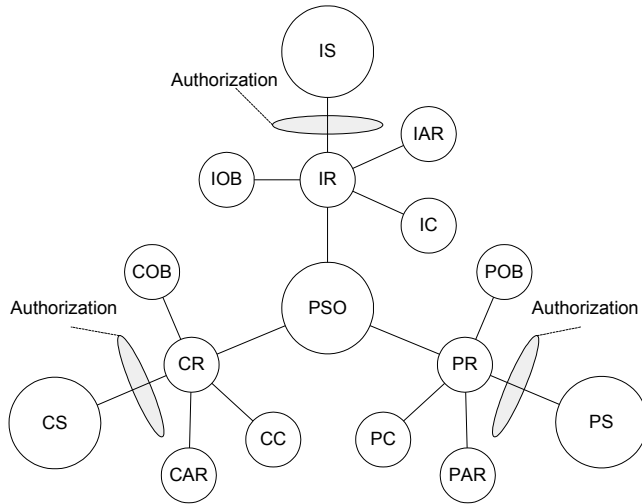 IS
Authorization
IAR
IOB
IR
IC
COB
POB
Authorization
PSO
Authorization
CR
PR
CS
CC
PC
PS
CAR
PAR